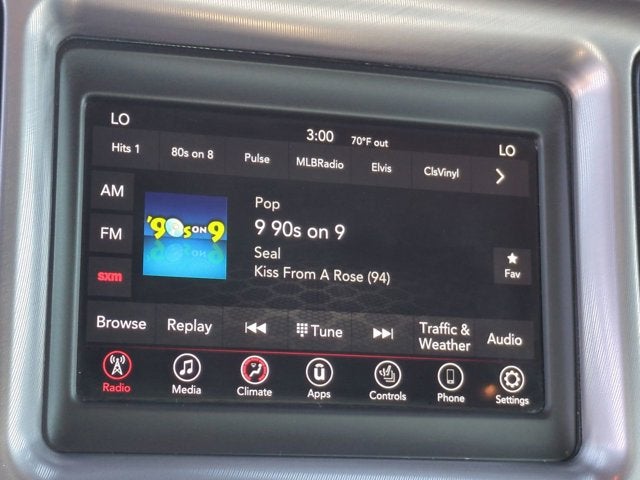 LO 3:00 70°F out LO
Hits 1 80s on 8 Pulse MLBRadio Elvis ClsVinyl
AM
FM
sxm
'90s ON 9
Pop
9 90s on 9
Seal
Kiss From A Rose (94)
Fav
Browse Replay Tune Traffic & Weather Audio
Radio Media Climate Apps Controls Phone Settings